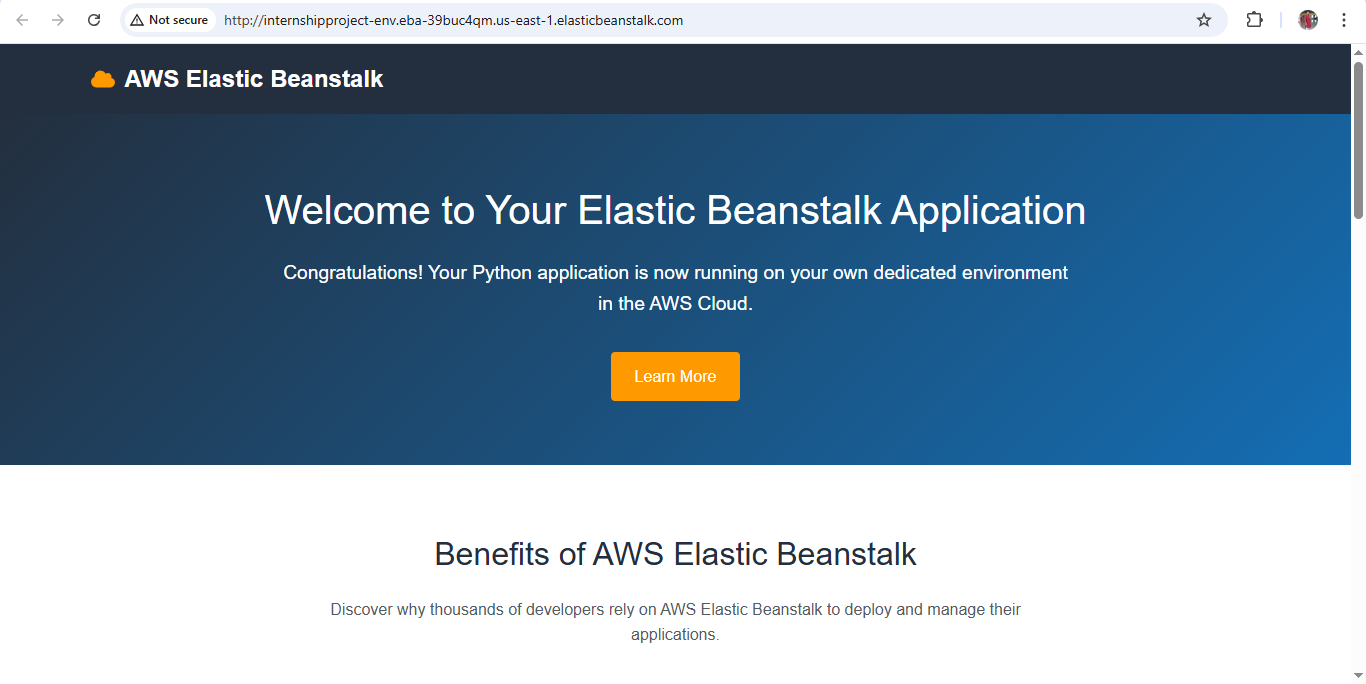 Not secure http://internshipproject-env.eba-39buc4qm.us-east-1.elasticbeanstalk.com
AWS Elastic Beanstalk
Welcome to Your Elastic Beanstalk Application
Congratulations! Your Python application is now running on your own dedicated environment
in the AWS Cloud.
Learn More
Benefits of AWS Elastic Beanstalk
Discover why thousands of developers rely on AWS Elastic Beanstalk to deploy and manage their
applications.